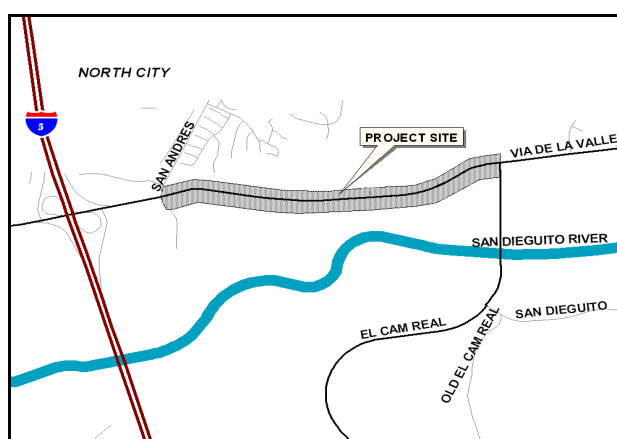 NORTH CITY
5
SAN ANDRES
PROJECT SITE
VIA DE LA VALLE
SAN DIEGUITO RIVER
EL CAM REAL
OLD EL CAM REAL
SAN DIEGUITO